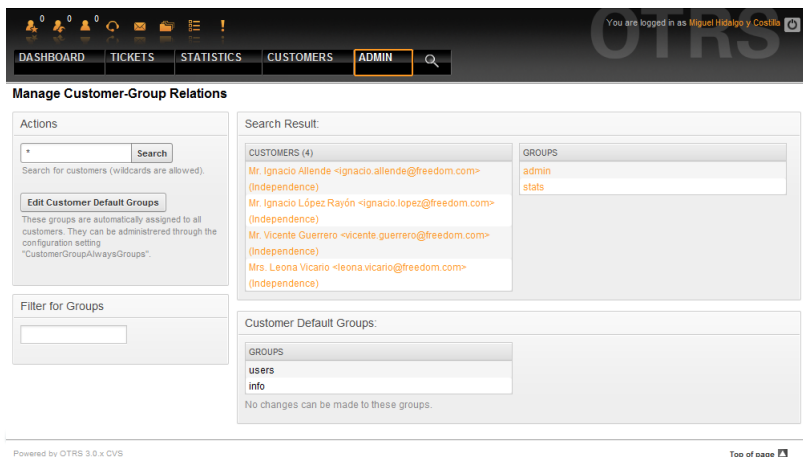 0 0 0
You are logged in as Miguel Hidalgo y Costilla
OTRS
DASHBOARD TICKETS STATISTICS CUSTOMERS ADMIN
Manage Customer-Group Relations
Actions
* Search
Search for customers (wildcards are allowed).
Edit Customer Default Groups
These groups are automatically assigned to all
customers. They can be administrered through the
configuration setting
"CustomerGroupAlwaysGroups".
Filter for Groups
Search Result:
CUSTOMERS (4)
Mr. Ignacio Allende <ignacio.allende@freedom.com>
(Independence)
Mr. Ignacio López Rayón <ignacio.lopez@freedom.com>
(Independence)
Mr. Vicente Guerrero <vicente.guerrero@freedom.com>
(Independence)
Mrs. Leona Vicario <leona.vicario@freedom.com>
(Independence)
GROUPS
admin
stats
Customer Default Groups:
GROUPS
users
info
No changes can be made to these groups.
Powered by OTRS 3.0.x CVS
Top of page